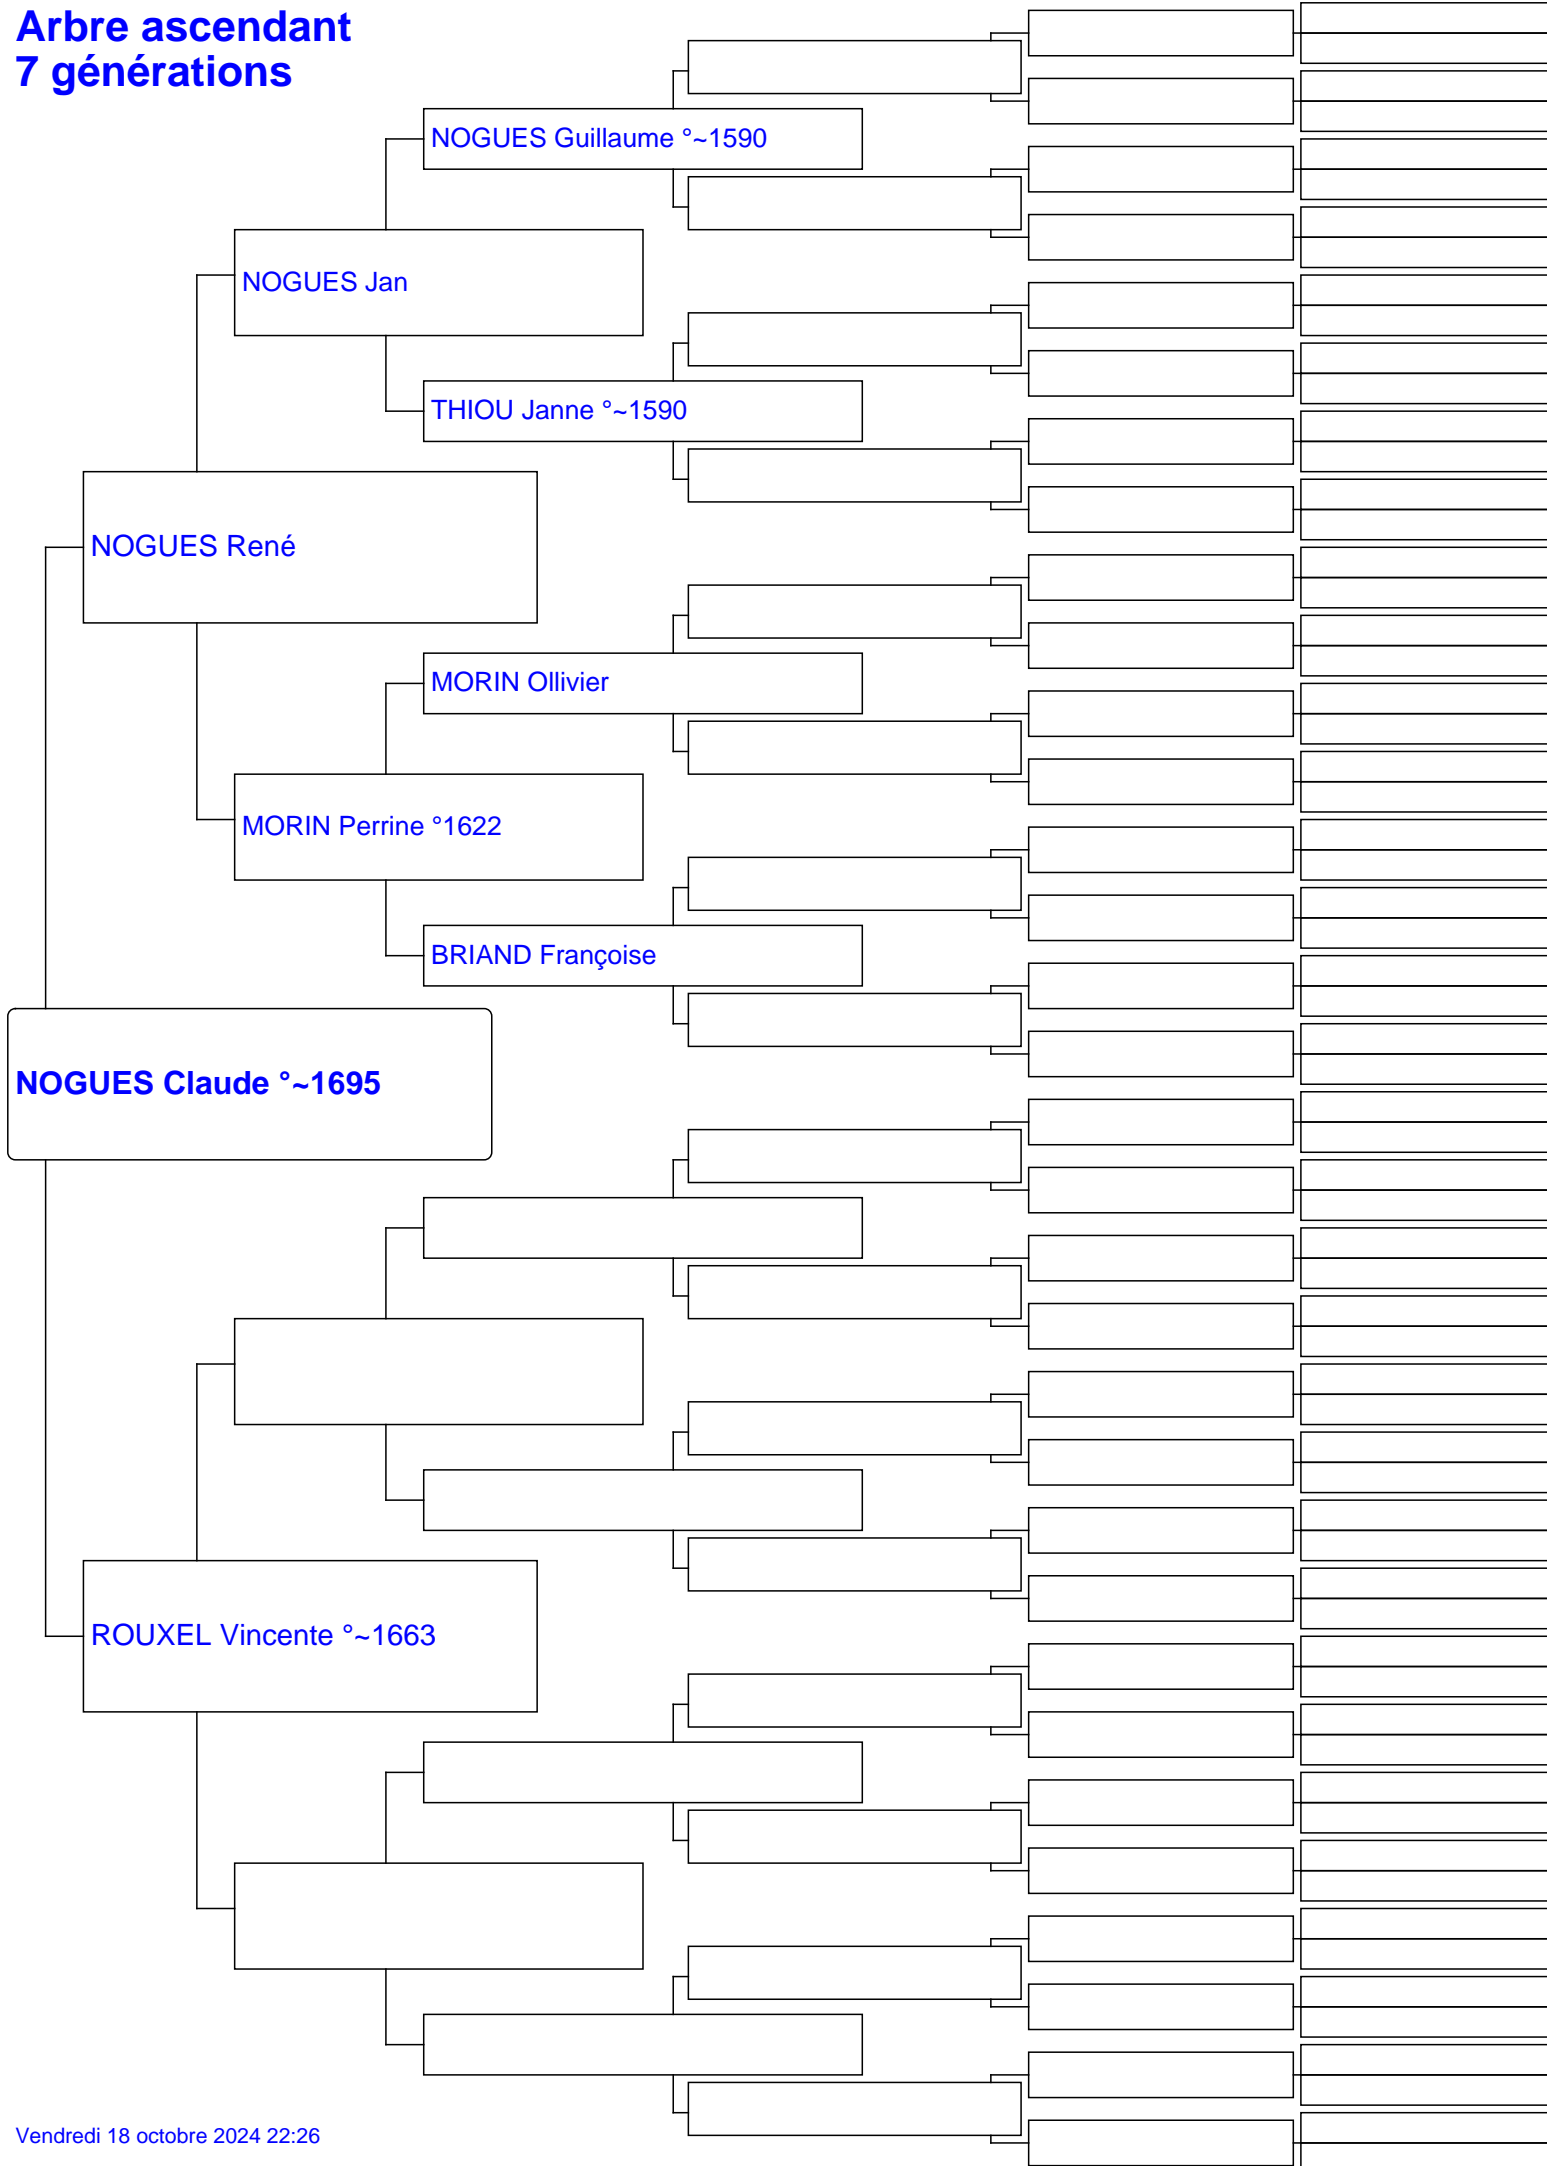 Arbre ascendant
7 générations
NOGUES Guillaume °~1590
NOGUES Jan
THIOU Janne °~1590
NOGUES René
MORIN Ollivier
MORIN Perrine °1622
BRIAND Françoise
NOGUES Claude °~1695
ROUXEL Vincente °~1663
Vendredi 18 octobre 2024 22:26